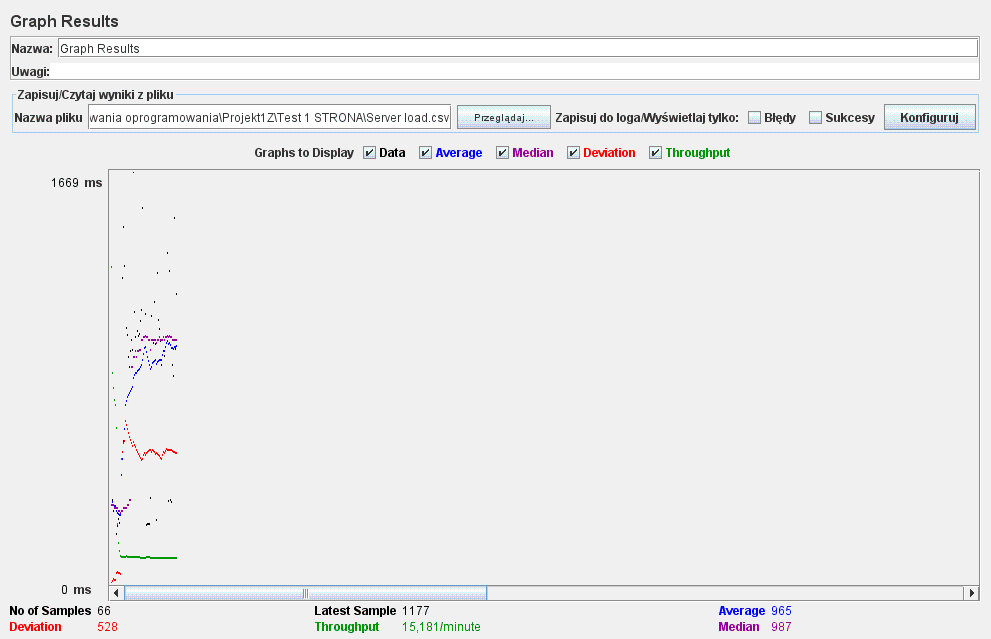 Graph Results
Nazwa: Graph Results
Uwagi:
Zapisuj/Czytaj wyniki z pliku
Nazwa pliku wania oprogramowania\Projekt1Z\Test 1 STRONA\Server load.csv Przeglądaj... Zapisuj do loga/Wyświetlaj tylko: Błędy Sukcesy Konfiguruj
Graphs to Display Data Average Median Deviation Throughput
1669 ms
0 ms
No of Samples 66 Latest Sample 1177 Average 965
Deviation 528 Throughput 15,181/minute Median 987